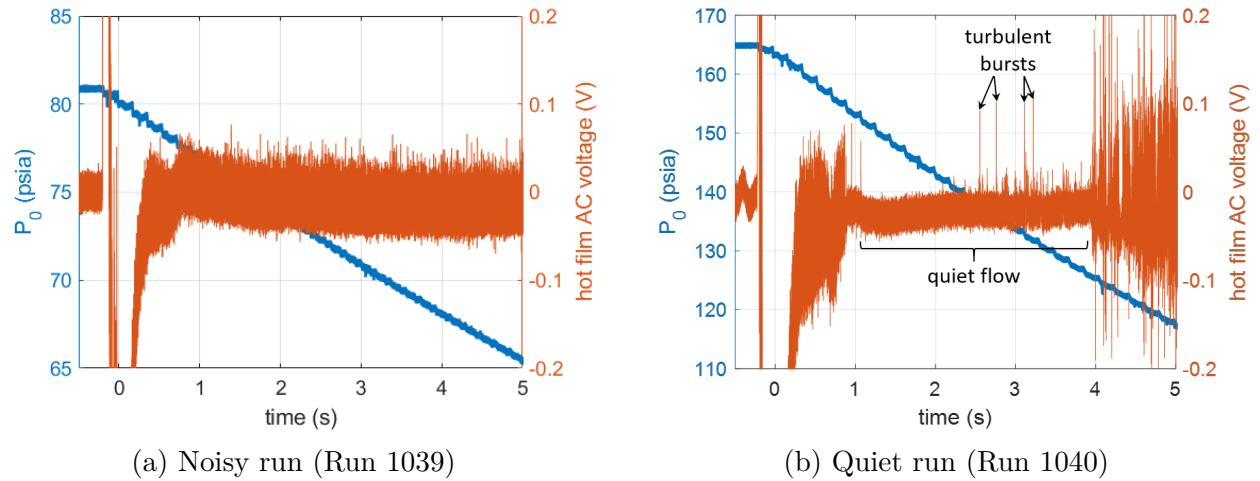 85
80
75
70
65
P0 (psia)
0.2
0.1
0
-0.1
-0.2
hot film AC voltage (V)
0 1 2 3 4 5
time (s)
(a) Noisy run (Run 1039)
170
160
150
140
130
120
110
P0 (psia)
turbulent
bursts
quiet flow
0.2
0.1
0
-0.1
-0.2
hot film AC voltage (V)
0 1 2 3 4 5
time (s)
(b) Quiet run (Run 1040)